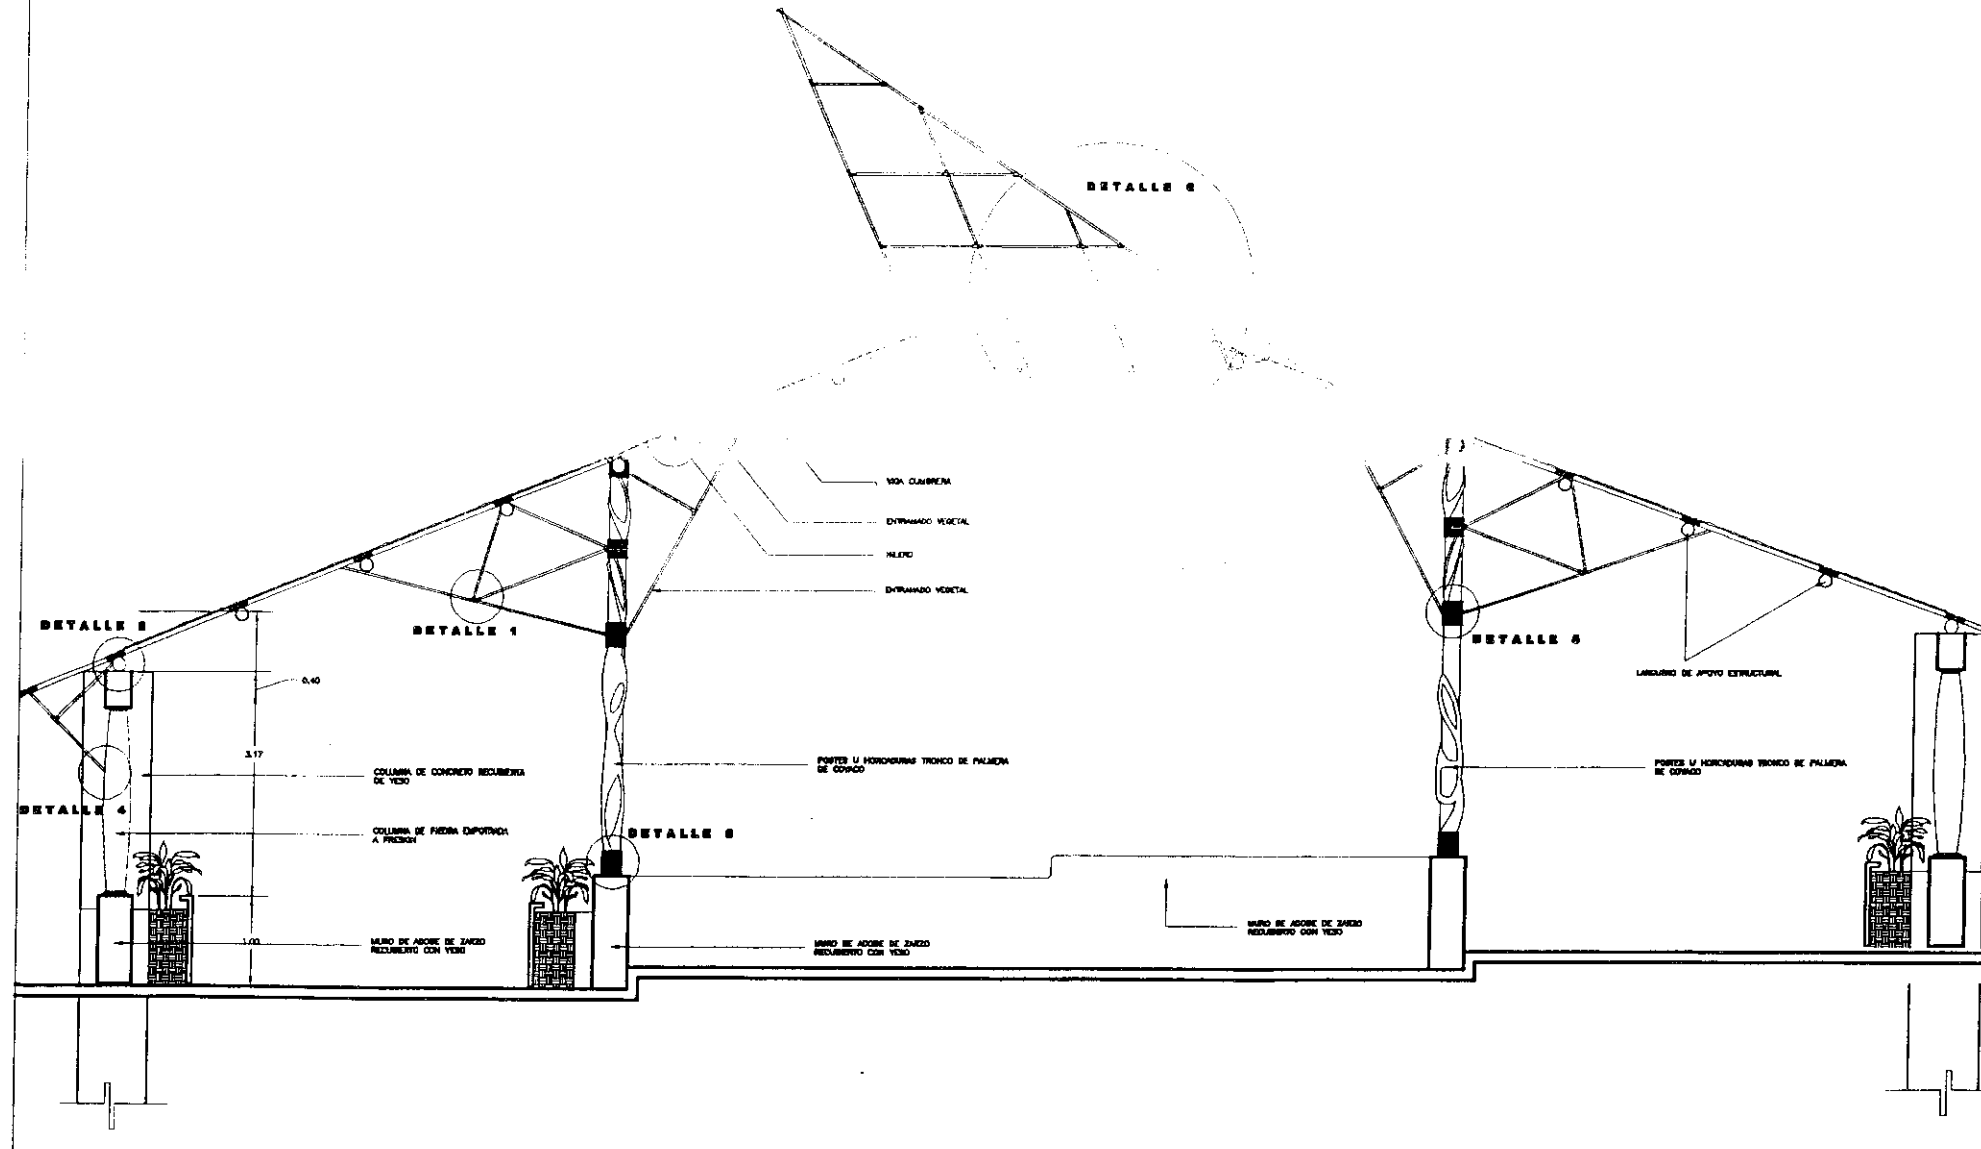 DETALLE 6
VIGA CUMBRERA
ENTRAMADO VEGETAL
ENTRAMADO VEGETAL
DETALLE 2
DETALLE 1
DETALLE 5
LARGUERO DE APOYO ESTRUCTURAL
0.40
3.17
COLUMNA DE CONCRETO RECUBIERTA
DE YESO
POSTES U HORCADURAS TRONCO DE PALMERA
DE
POSTES U HORCADURAS TRONCO DE PALMERA
DE
DETALLE 4
COLUMNA DE PIEDRA EMPOTRADA
A PRESION
DETALLE
1.00
MURO DE ADOBE DE ZARZO
RECUBIERTO CON YESO
MURO DE ADOBE DE ZARZO
RECUBIERTO CON YESO
MURO DE ADOBE DE ZARZO
RECUBIERTO CON YESO